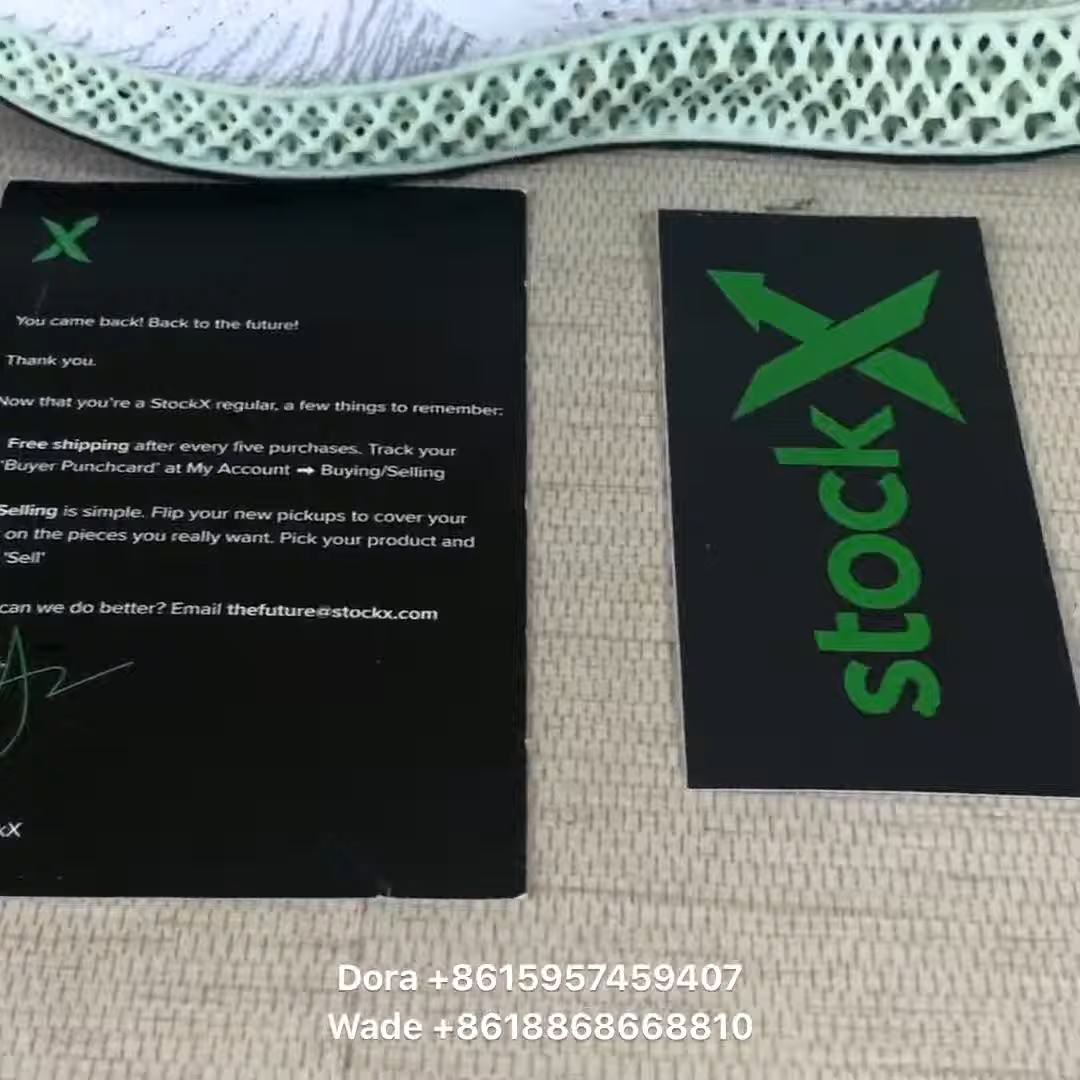 You came back! Back to the future!
Thank you.
Now that you're a StockX regular, a few things to remember:
Free shipping after every five purchases. Track your
'Buyer Punchcard' at My Account ➞ Buying/Selling
Selling is simple. Flip your new pickups to cover your
on the pieces you really want. Pick your product and
'Sell'
can we do better? Email thefuture@stockx.com
kX
stockX
Dora +8615957459407
Wade +8618868668810